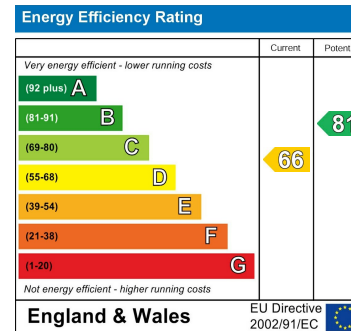 Energy Efficiency Rating
Current Potent
Very energy efficient - lower running costs
(92 plus) A
(81-91) B
81
(69-80) C
66
(55-68) D
(39-54) E
(21-38) F
(1-20) G
Not energy efficient - higher running costs
England & Wales
EU Directive
2002/91/EC